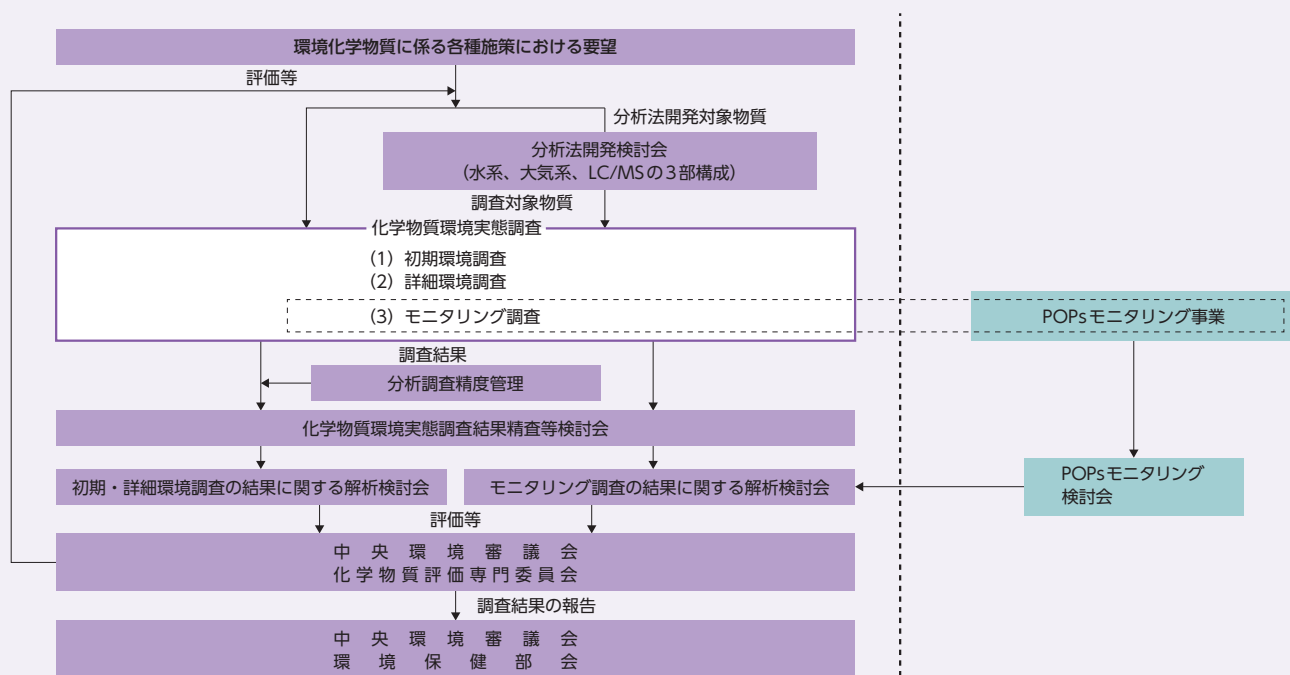 環境化学物質に係る各種施策における要望
評価等
分析法開発対象物質
分析法開発検討会
(水系、大気系、LC/MSの3部構成)
調査対象物質
化学物質環境実態調査
(1)初期環境調査
(2)詳細環境調査
(3)モニタリング調査
POPsモニタリング事業
調査結果
分析調査精度管理
化学物質環境実態調査結果精査等検討会
初期・詳細環境調査の結果に関する解析検討会
モニタリング調査の結果に関する解析検討会
POPsモニタリング
検討会
評価等
中央環境審議会
化学物質評価専門委員会
調査結果の報告
中央環境審議会
環境保健部会